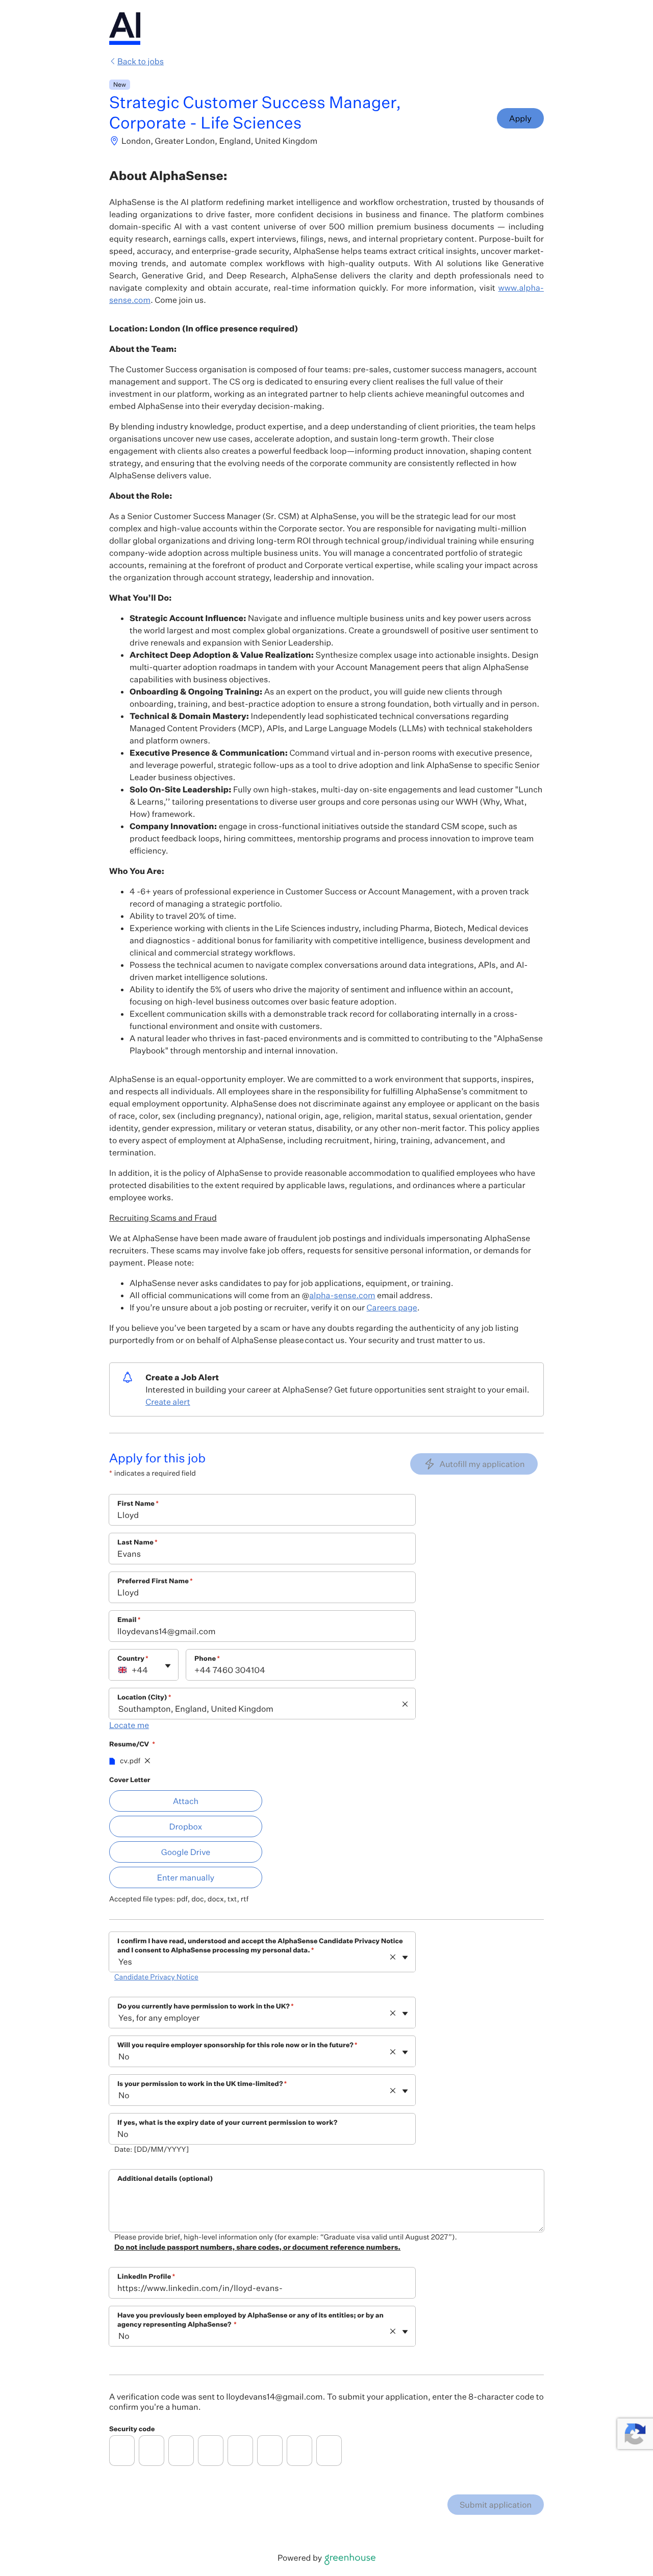 AI
Back to jobs
New
Strategic Customer Success Manager,
Corporate - Life Sciences
Apply
London, Greater London, England, United Kingdom
About AlphaSense:
AlphaSense is the AI platform redefining market intelligence and workflow orchestration, trusted by thousands of
leading organizations to drive faster, more confident decisions in business and finance. The platform combines
domain-specific AI with a vast content universe of over 500 million premium business documents — including
equity research, earnings calls, expert interviews, filings, news, and internal proprietary content. Purpose-built for
speed, accuracy, and enterprise-grade security, AlphaSense helps teams extract critical insights, uncover market-
moving trends, and automate complex workflows with high-quality outputs. With AI solutions like Generative
Search, Generative Grid, and Deep Research, AlphaSense delivers the clarity and depth professionals need to
navigate complexity and obtain accurate, real-time information quickly. For more information, visit www.alpha-
sense.com. Come join us.
Location: London (In office presence required)
About the Team:
The Customer Success organisation is composed of four teams: pre-sales, customer success managers, account
management and support. The CS org is dedicated to ensuring every client realises the full value of their
investment in our platform, working as an integrated partner to help clients achieve meaningful outcomes and
embed AlphaSense into their everyday decision-making.
By blending industry knowledge, product expertise, and a deep understanding of client priorities, the team helps
organisations uncover new use cases, accelerate adoption, and sustain long-term growth. Their close
engagement with clients also creates a powerful feedback loop—informing product innovation, shaping content
strategy, and ensuring that the evolving needs of the corporate community are consistently reflected in how
AlphaSense delivers value.
About the Role:
As a Senior Customer Success Manager (Sr. CSM) at AlphaSense, you will be the strategic lead for our most
complex and high-value accounts within the Corporate sector. You are responsible for navigating multi-million
dollar global organizations and driving long-term ROI through technical group/individual training while ensuring
company-wide adoption across multiple business units. You will manage a concentrated portfolio of strategic
accounts, remaining at the forefront of product and Corporate vertical expertise, while scaling your impact across
the organization through account strategy, leadership and innovation.
What You'll Do:
• Strategic Account Influence: Navigate and influence multiple business units and key power users across
the world largest and most complex global organizations. Create a groundswell of positive user sentiment to
drive renewals and expansion with Senior Leadership.
• Architect Deep Adoption & Value Realization: Synthesize complex usage into actionable insights. Design
multi-quarter adoption roadmaps in tandem with your Account Management peers that align AlphaSense
capabilities with business objectives.
• Onboarding & Ongoing Training: As an expert on the product, you will guide new clients through
onboarding, training, and best-practice adoption to ensure a strong foundation, both virtually and in person.
• Technical & Domain Mastery: Independently lead sophisticated technical conversations regarding
Managed Content Providers (MCP), APIs, and Large Language Models (LLMs) with technical stakeholders
and platform owners.
• Executive Presence & Communication: Command virtual and in-person rooms with executive presence,
and leverage powerful, strategic follow-ups as a tool to drive adoption and link AlphaSense to specific Senior
Leader business objectives.
• Solo On-Site Leadership: Fully own high-stakes, multi-day on-site engagements and lead customer "Lunch
& Learns,'' tailoring presentations to diverse user groups and core personas using our WWH (Why, What,
How) framework.
• Company Innovation: engage in cross-functional initiatives outside the standard CSM scope, such as
product feedback loops, hiring committees, mentorship programs and process innovation to improve team
efficiency.
Who You Are:
• 4 -6+ years of professional experience in Customer Success or Account Management, with a proven track
record of managing a strategic portfolio.
• Ability to travel 20% of time.
• Experience working with clients in the Life Sciences industry, including Pharma, Biotech, Medical devices
and diagnostics - additional bonus for familiarity with competitive intelligence, business development and
clinical and commercial strategy workflows.
• Possess the technical acumen to navigate complex conversations around data integrations, APIs, and AI-
driven market intelligence solutions.
• Ability to identify the 5% of users who drive the majority of sentiment and influence within an account,
focusing on high-level business outcomes over basic feature adoption.
• Excellent communication skills with a demonstrable track record for collaborating internally in a cross-
functional environment and onsite with customers.
• A natural leader who thrives in fast-paced environments and is committed to contributing to the "AlphaSense
Playbook" through mentorship and internal innovation.
AlphaSense is an equal-opportunity employer. We are committed to a work environment that supports, inspires,
and respects all individuals. All employees share in the responsibility for fulfilling AlphaSense's commitment to
equal employment opportunity. AlphaSense does not discriminate against any employee or applicant on the basis
of race, color, sex (including pregnancy), national origin, age, religion, marital status, sexual orientation, gender
identity, gender expression, military or veteran status, disability, or any other non-merit factor. This policy applies
to every aspect of employment at AlphaSense, including recruitment, hiring, training, advancement, and
termination.
In addition, it is the policy of AlphaSense to provide reasonable accommodation to qualified employees who have
protected disabilities to the extent required by applicable laws, regulations, and ordinances where a particular
employee works.
Recruiting Scams and Fraud
We at AlphaSense have been made aware of fraudulent job postings and individuals impersonating AlphaSense
recruiters. These scams may involve fake job offers, requests for sensitive personal information, or demands for
payment. Please note:
• AlphaSense never asks candidates to pay for job applications, equipment, or training.
• All official communications will come from an @alpha-sense.com email address.
• If you're unsure about a job posting or recruiter, verify it on our Careers page.
If you believe you've been targeted by a scam or have any doubts regarding the authenticity of any job listing
purportedly from or on behalf of AlphaSense please contact us. Your security and trust matter to us.
Create a Job Alert
Interested in building your career at AlphaSense? Get future opportunities sent straight to your email.
Create alert
Apply for this job
* indicates a required field
Autofill my application
First Name *
Lloyd
Last Name *
Evans
Preferred First Name *
Lloyd
Email *
lloydevans14@gmail.com
Country *
+44
Phone *
+44 7460 304104
Location (City) *
Southampton, England, United Kingdom
Locate me
Resume/CV *
cv.pdf
Cover Letter
Attach
Dropbox
Google Drive
Enter manually
Accepted file types: pdf, doc, docx, txt, rtf
I confirm I have read, understood and accept the AlphaSense Candidate Privacy Notice
and I consent to AlphaSense processing my personal data. *
Yes
Candidate Privacy Notice
Do you currently have permission to work in the UK? *
Yes, for any employer
Will you require employer sponsorship for this role now or in the future? *
No
Is your permission to work in the UK time-limited? *
No
If yes, what is the expiry date of your current permission to work?
No
Date: [DD/MM/YYYY]
Additional details (optional)
Please provide brief, high-level information only (for example: "Graduate visa valid until August 2027").
Do not include passport numbers, share codes, or document reference numbers.
LinkedIn Profile *
https://www.linkedin.com/in/lloyd-evans-
Have you previously been employed by AlphaSense or any of its entities; or by an
agency representing AlphaSense? *
No
A verification code was sent to lloydevans14@gmail.com. To submit your application, enter the 8-character code to
confirm you're a human.
Security code
Submit application
Powered by greenhouse